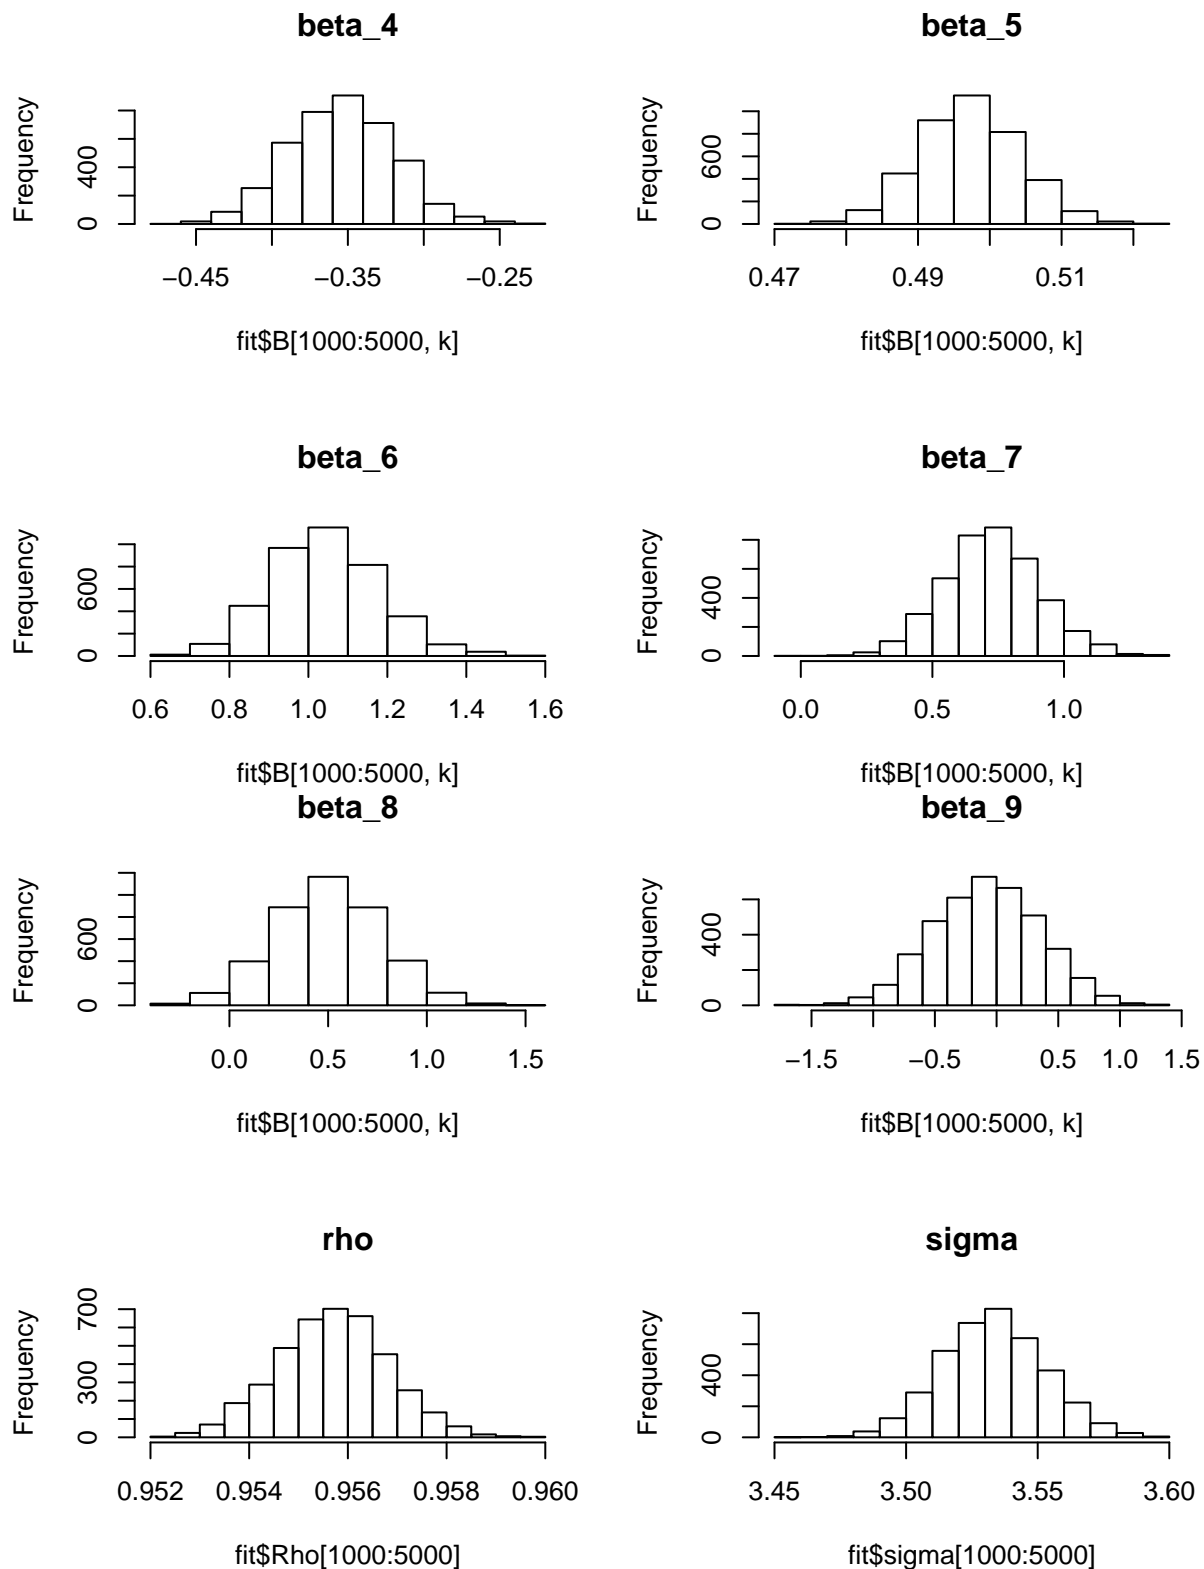 beta_4
Frequency
0 400
−0.45 −0.35 −0.25
fit$B[1000:5000, k]
beta_5
Frequency
0 600
0.47 0.49 0.51
fit$B[1000:5000, k]
beta_6
Frequency
0 600
0.6 0.8 1.0 1.2 1.4 1.6
fit$B[1000:5000, k]
beta_7
Frequency
0 400
0.0 0.5 1.0
fit$B[1000:5000, k]
beta_8
Frequency
0 600
0.0 0.5 1.0 1.5
fit$B[1000:5000, k]
beta_9
Frequency
0 400
−1.5 −0.5 0.5 1.0 1.5
fit$B[1000:5000, k]
rho
Frequency
0 300 700
0.952 0.954 0.956 0.958 0.960
fit$Rho[1000:5000]
sigma
Frequency
0 400
3.45 3.50 3.55 3.60
fit$sigma[1000:5000]